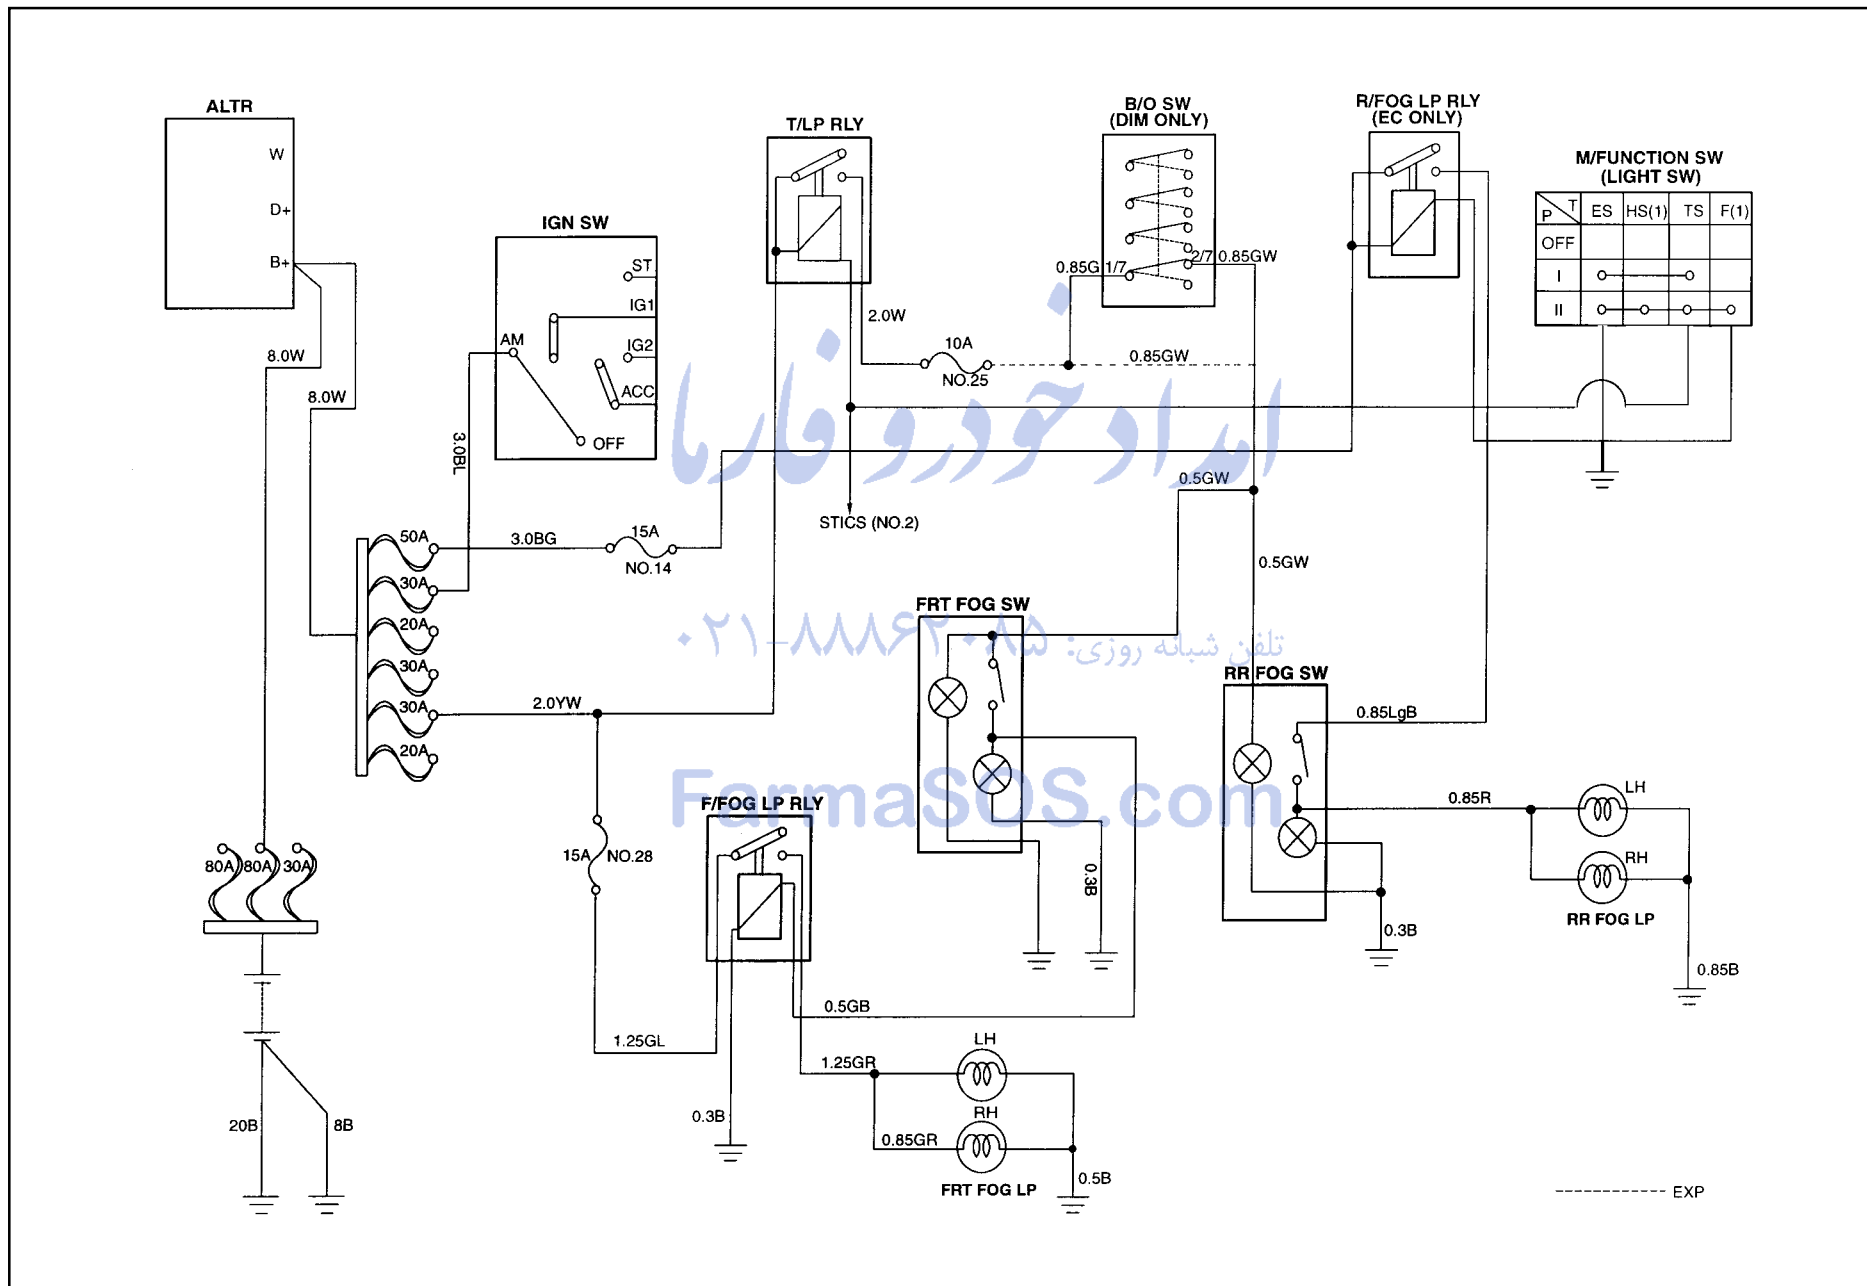 ALTR
W
D+
B+
8.0W
8.0W
IGN SW
ST
IG1
AM
IG2
ACC
OFF
3.0BL
T/LP RLY
2.0W
10A
NO.25
STICS (NO.2)
B/O SW
(DIM ONLY)
0.85G 1/7
2/7 0.85GW
0.85GW
R/FOG LP RLY
(EC ONLY)
M/FUNCTION SW
(LIGHT SW)
P T ES HS(1) TS F(1)
OFF
I
II
امداد خودرو فارما
0.5GW
0.5GW
50A
30A
20A
30A
30A
20A
3.0BG
15A
NO.14
2.0YW
15A NO.28
FRT FOG SW
تلفن شبانه روزی: ۰۲۱-۸۸۸۶۲۰۸۵
RR FOG SW
0.85LgB
FarmaSOS.com
F/FOG LP RLY
0.3B
0.85R
LH
RH
RR FOG LP
0.3B
0.85B
80A 80A 30A
20B
8B
1.25GL
0.5GB
0.3B
1.25GR
0.85GR
LH
RH
FRT FOG LP
0.5B
EXP